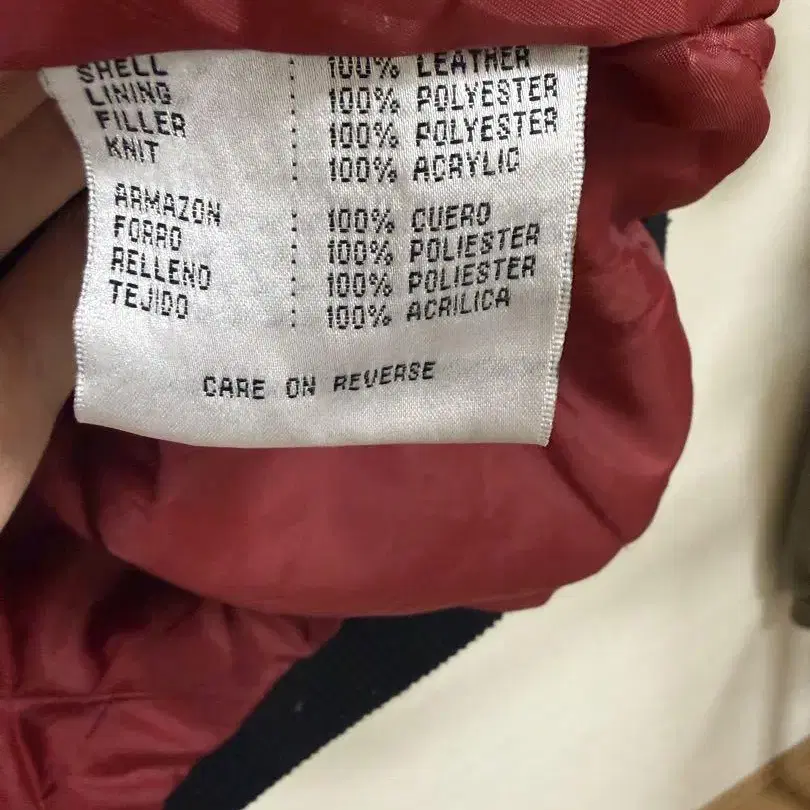 SHELL : 100% LEATHER
LINING : 100% POLYESTER
FILLER : 100% POLYESTER
KNIT : 100% ACRYLIC
ARMAZON : 100% CUERO
FORRO : 100% POLIESTER
RELLENO : 100% POLIESTER
TEJIDO : 100% ACRILICA
CARE ON REVERSE